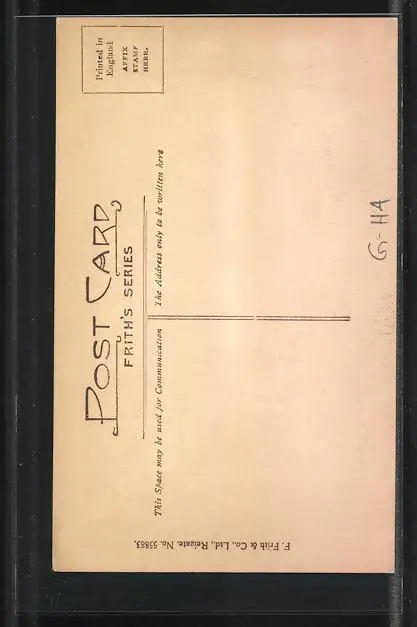 POST CARD
FRITH'S SERIES
Printed in
England
AFFIX
STAMP
HERE.
This Space may be used for Communication
The Address only to be written here
F. Frith & Co., Ltd., Reigate. No. 55883.
G-HA